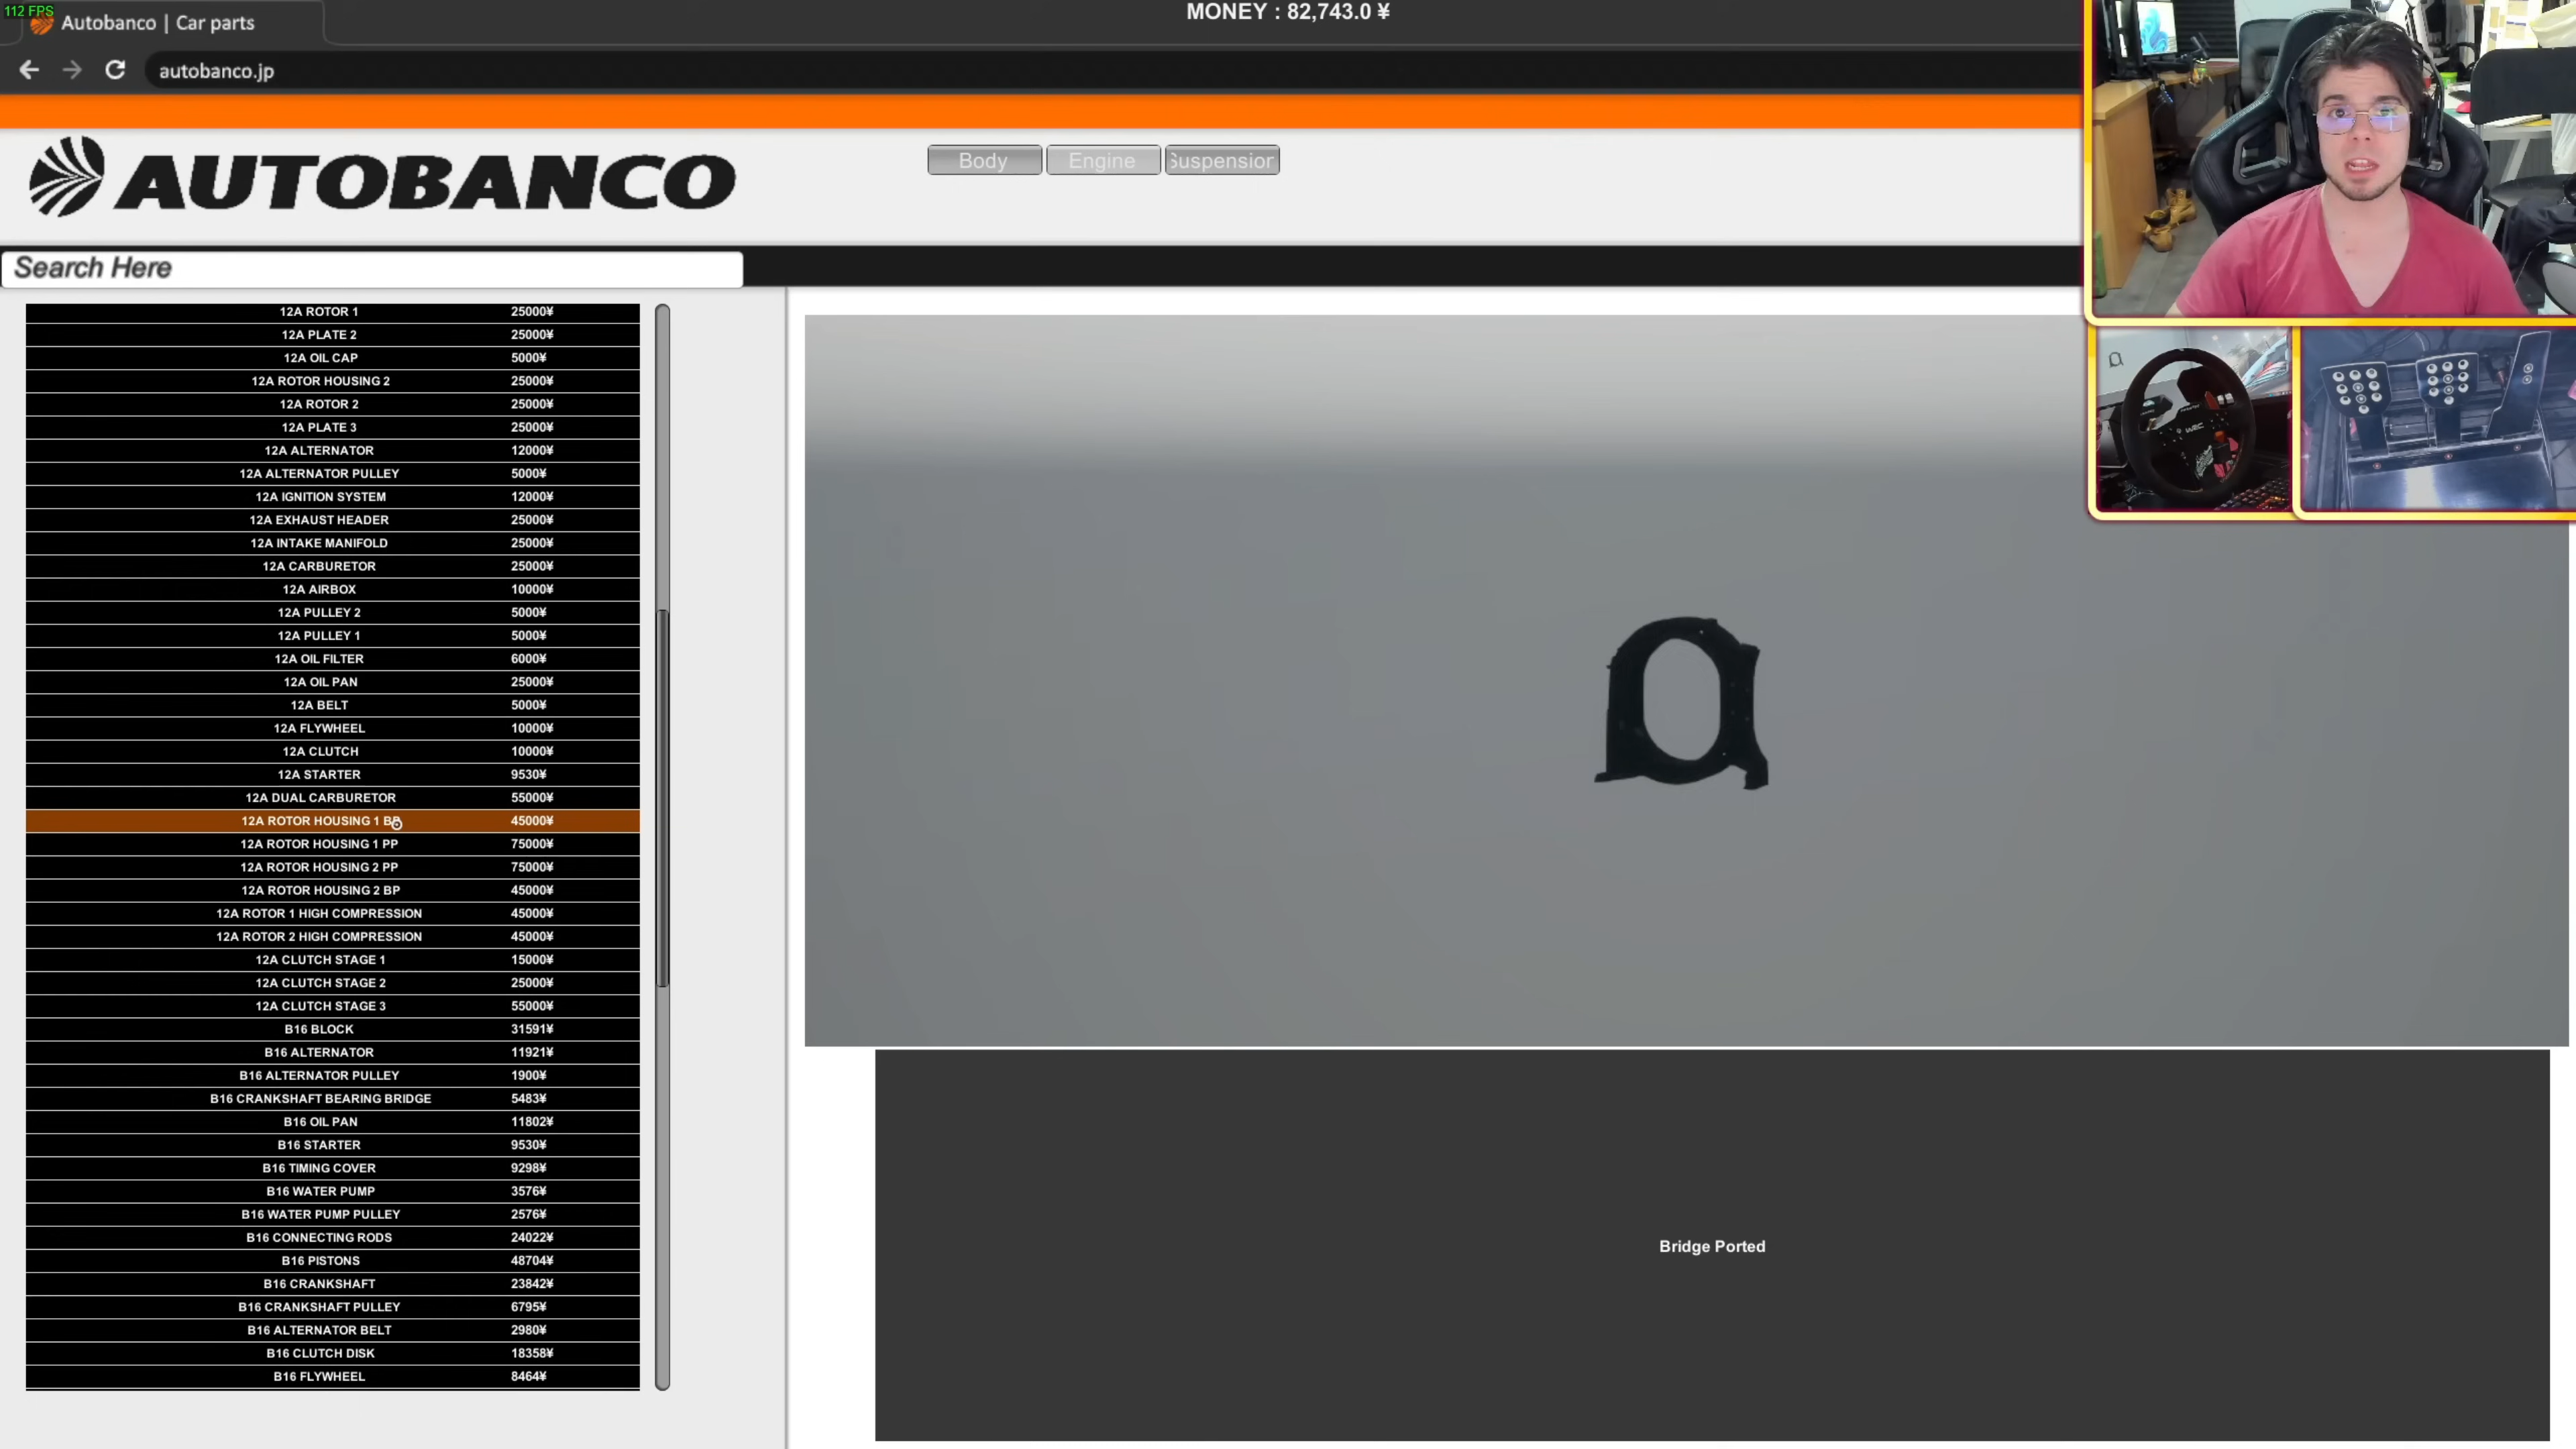 112 FPS
Autobanco | Car parts
MONEY : 82,743.0 ¥
autobanco.jp
AUTOBANCO
Body
Engine
Suspension
Search Here
12A ROTOR 1 25000¥
12A PLATE 2 25000¥
12A OIL CAP 5000¥
12A ROTOR HOUSING 2 25000¥
12A ROTOR 2 25000¥
12A PLATE 3 25000¥
12A ALTERNATOR 12000¥
12A ALTERNATOR PULLEY 5000¥
12A IGNITION SYSTEM 12000¥
12A EXHAUST HEADER 25000¥
12A INTAKE MANIFOLD 25000¥
12A CARBURETOR 25000¥
12A AIRBOX 10000¥
12A PULLEY 2 5000¥
12A PULLEY 1 5000¥
12A OIL FILTER 6000¥
12A OIL PAN 25000¥
12A BELT 5000¥
12A FLYWHEEL 10000¥
12A CLUTCH 10000¥
12A STARTER 9530¥
12A DUAL CARBURETOR 55000¥
12A ROTOR HOUSING 1 BP 45000¥
12A ROTOR HOUSING 1 PP 75000¥
12A ROTOR HOUSING 2 PP 75000¥
12A ROTOR HOUSING 2 BP 45000¥
12A ROTOR 1 HIGH COMPRESSION 45000¥
12A ROTOR 2 HIGH COMPRESSION 45000¥
12A CLUTCH STAGE 1 15000¥
12A CLUTCH STAGE 2 25000¥
12A CLUTCH STAGE 3 55000¥
B16 BLOCK 31591¥
B16 ALTERNATOR 11921¥
B16 ALTERNATOR PULLEY 1900¥
B16 CRANKSHAFT BEARING BRIDGE 5483¥
B16 OIL PAN 11802¥
B16 STARTER 9530¥
B16 TIMING COVER 9298¥
B16 WATER PUMP 3576¥
B16 WATER PUMP PULLEY 2576¥
B16 CONNECTING RODS 24022¥
B16 PISTONS 48704¥
B16 CRANKSHAFT 23842¥
B16 CRANKSHAFT PULLEY 6795¥
B16 ALTERNATOR BELT 2980¥
B16 CLUTCH DISK 18358¥
B16 FLYWHEEL 8464¥
Bridge Ported